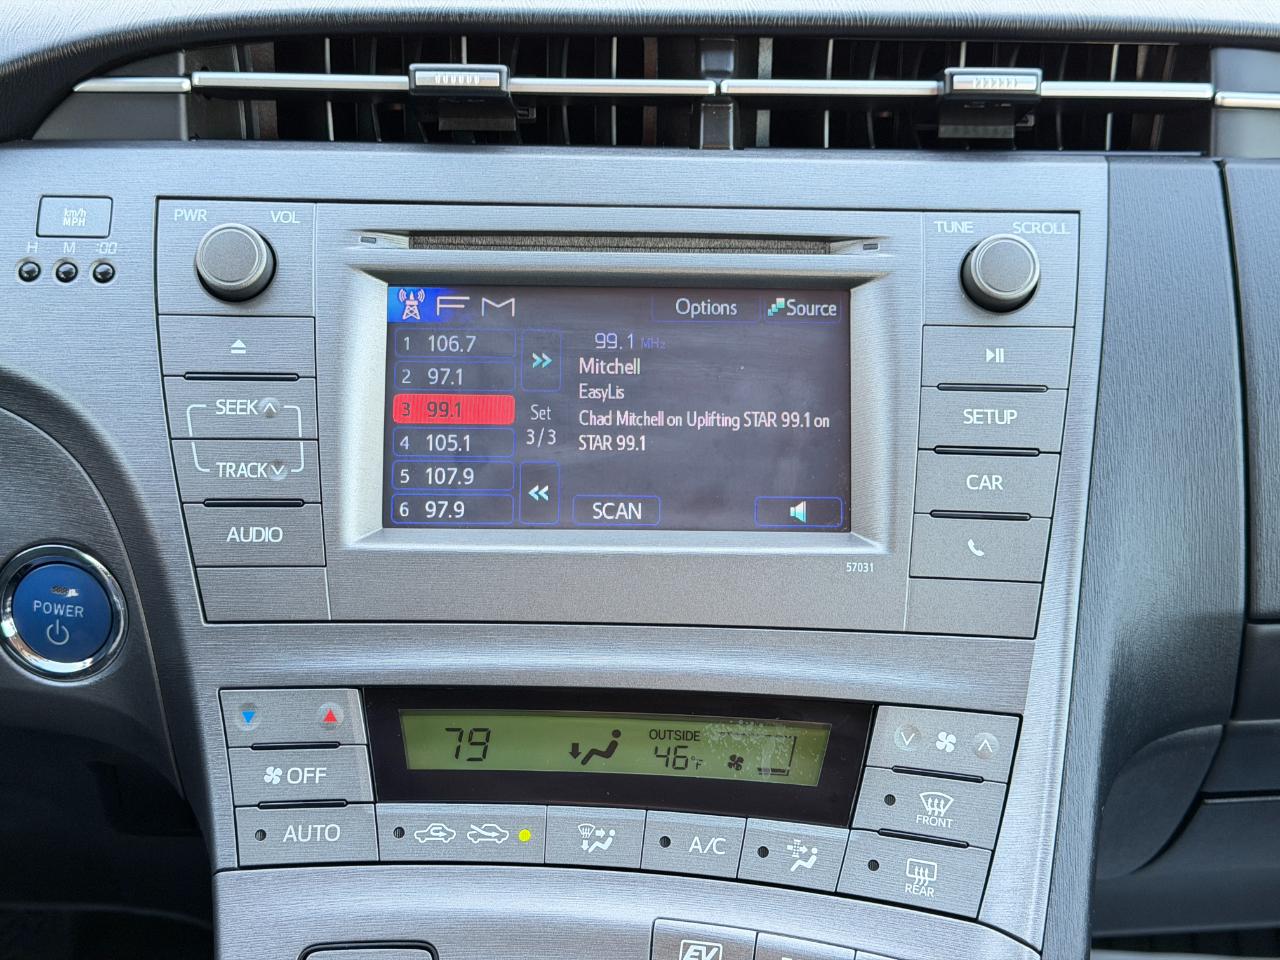 km/h
MPH
H M :00
PWR VOL
TUNE SCROLL
FM Options Source
1 106.7
2 97.1
3 99.1
4 105.1
5 107.9
6 97.9
Set
3/3
99.1 MHz
Mitchell
EasyLis
Chad Mitchell on Uplifting STAR 99.1 on
STAR 99.1
SCAN
SEEK
TRACK
AUDIO
SETUP
CAR
57031
POWER
79
OUTSIDE
46°F
OFF
AUTO
A/C
FRONT
REAR
EV